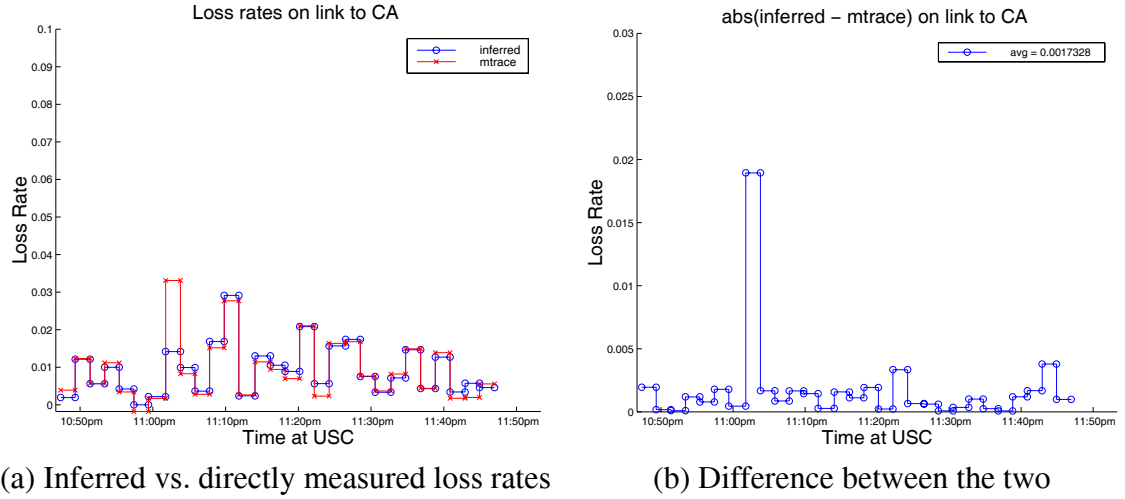 Loss rates on link to CA
0.1
0.09
0.08
0.07
0.06
0.05
0.04
0.03
0.02
0.01
0
Loss Rate
inferred
mtrace
10:50pm 11:00pm 11:10pm 11:20pm 11:30pm 11:40pm 11:50pm
Time at USC
(a) Inferred vs. directly measured loss rates
abs(inferred − mtrace) on link to CA
0.03
0.025
0.02
0.015
0.01
0.005
0
Loss Rate
avg = 0.0017328
10:50pm 11:00pm 11:10pm 11:20pm 11:30pm 11:40pm 11:50pm
Time at USC
(b) Difference between the two